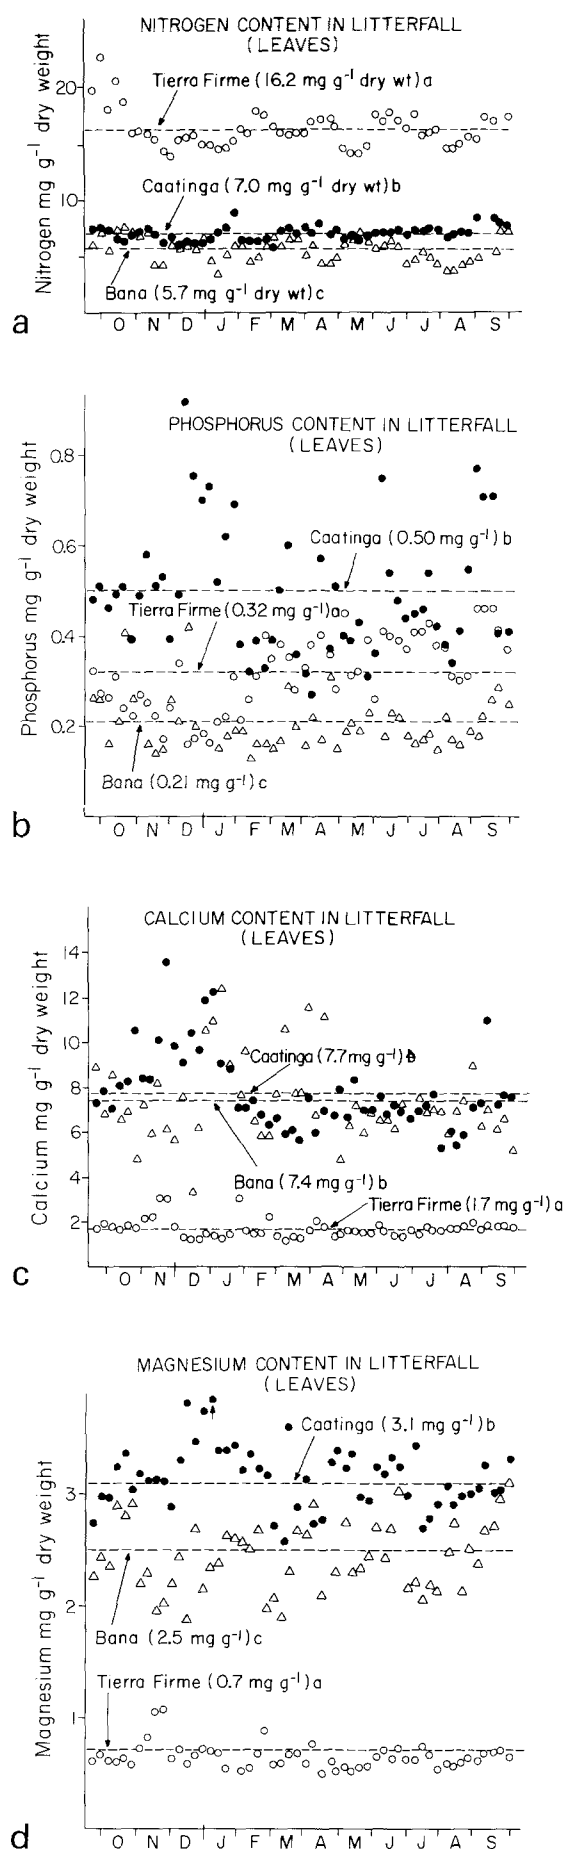 NITROGEN CONTENT IN LITTERFALL
(LEAVES)
Nitrogen mg g⁻¹ dry weight
20
10
Tierra Firme (16.2 mg g⁻¹ dry wt) a
Caatinga (7.0 mg g⁻¹ dry wt) b
Bana (5.7 mg g⁻¹ dry wt) c
O N D J F M A M J J A S
a
PHOSPHORUS CONTENT IN LITTERFALL
(LEAVES)
Phosphorus mg g⁻¹ dry weight
0.8
0.6
0.4
0.2
Caatinga (0.50 mg g⁻¹) b
Tierra Firme (0.32 mg g⁻¹) a
Bana (0.21 mg g⁻¹) c
O N D J F M A M J J A S
b
CALCIUM CONTENT IN LITTERFALL
(LEAVES)
Calcium mg g⁻¹ dry weight
14
12
10
8
6
4
2
Caatinga (7.7 mg g⁻¹) b
Bana (7.4 mg g⁻¹) b
Tierra Firme (1.7 mg g⁻¹) a
O N D J F M A M J J A S
c
MAGNESIUM CONTENT IN LITTERFALL
(LEAVES)
Magnesium mg g⁻¹ dry weight
3
2
1
Caatinga (3.1 mg g⁻¹) b
Bana (2.5 mg g⁻¹) c
Tierra Firme (0.7 mg g⁻¹) a
O N D J F M A M J J A S
d